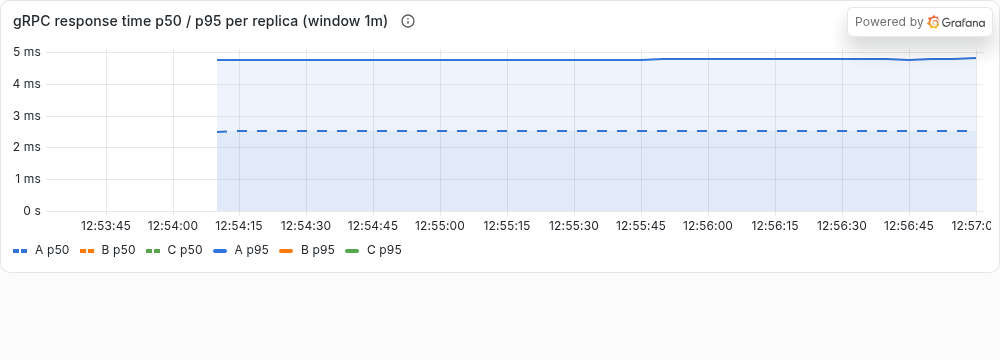 gRPC response time p50 / p95 per replica (window 1m)
Powered by Grafana
5 ms
4 ms
3 ms
2 ms
1 ms
0 s
12:53:45 12:54:00 12:54:15 12:54:30 12:54:45 12:55:00 12:55:15 12:55:30 12:55:45 12:56:00 12:56:15 12:56:30 12:56:45 12:57:0
A p50 B p50 C p50 A p95 B p95 C p95